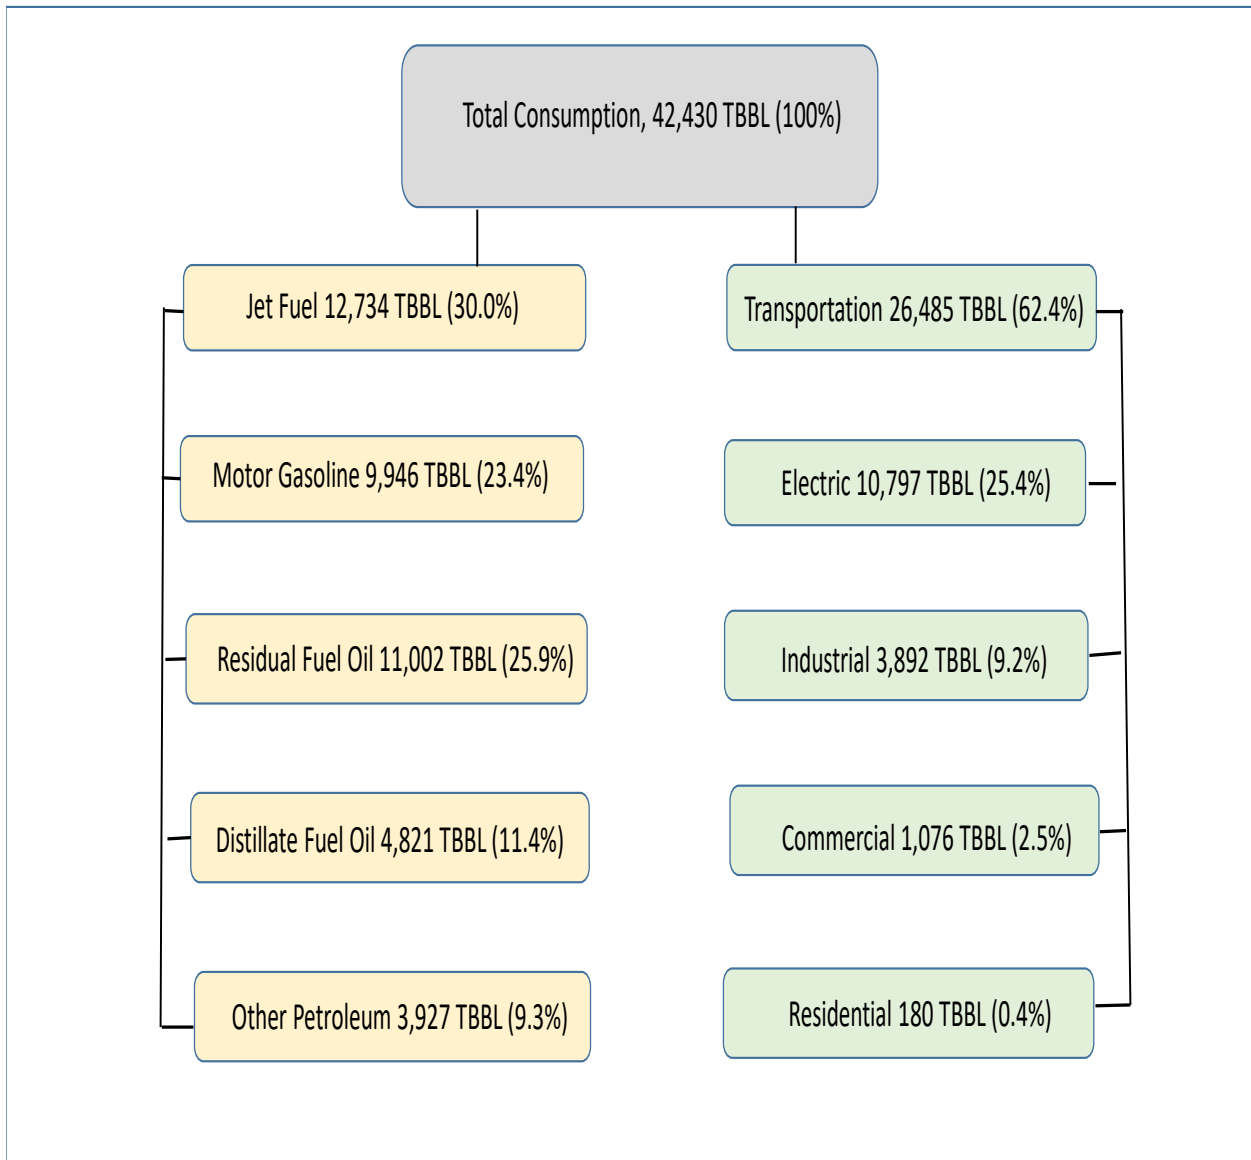 Total Consumption, 42,430 TBBL (100%)
Jet Fuel 12,734 TBBL (30.0%)
Motor Gasoline 9,946 TBBL (23.4%)
Residual Fuel Oil 11,002 TBBL (25.9%)
Distillate Fuel Oil 4,821 TBBL (11.4%)
Other Petroleum 3,927 TBBL (9.3%)
Transportation 26,485 TBBL (62.4%)
Electric 10,797 TBBL (25.4%)
Industrial 3,892 TBBL (9.2%)
Commercial 1,076 TBBL (2.5%)
Residential 180 TBBL (0.4%)